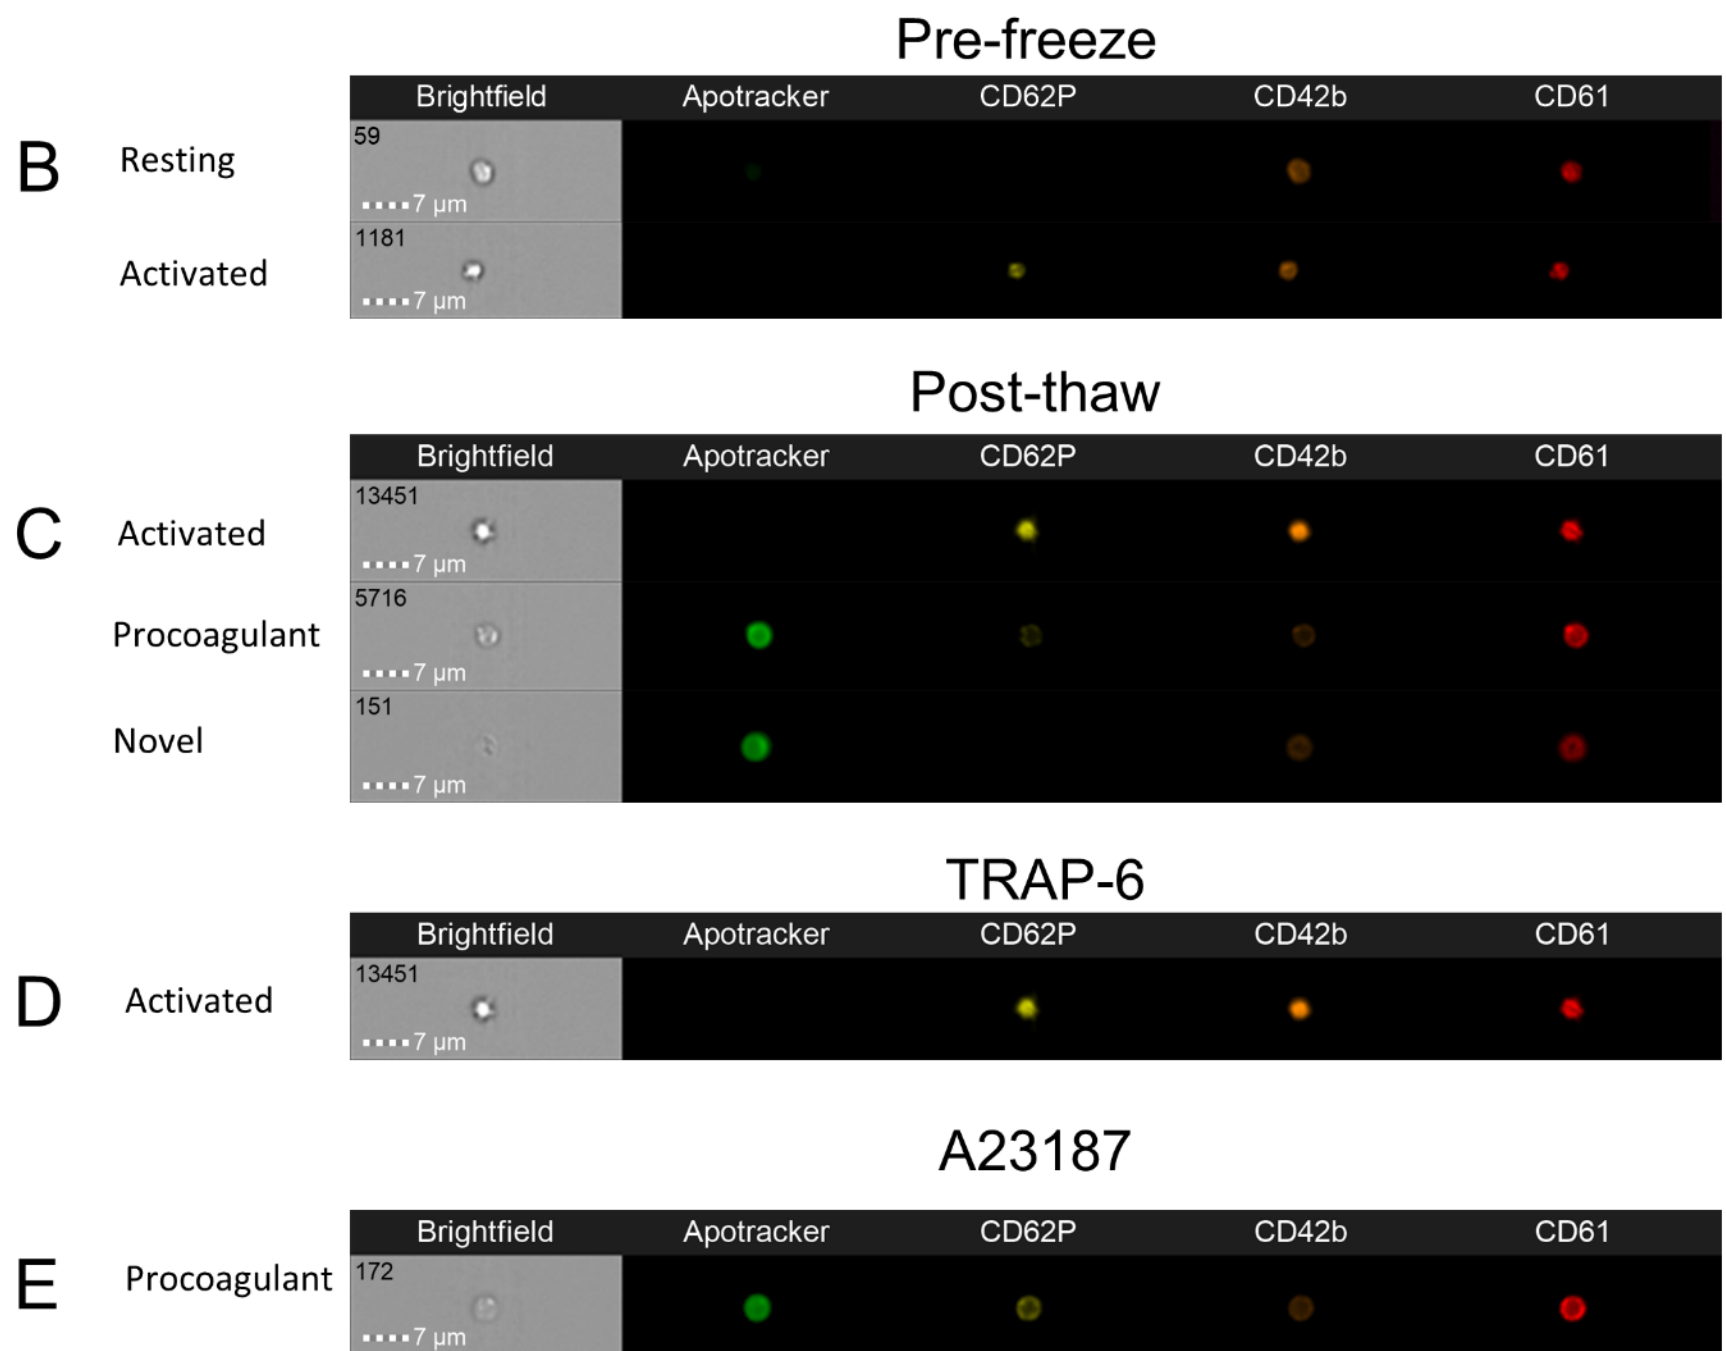 Pre-freeze
Brightfield Apotracker CD62P CD42b CD61
B Resting 59
7 µm
Activated 1181
7 µm
Post-thaw
Brightfield Apotracker CD62P CD42b CD61
C Activated 13451
7 µm
Procoagulant 5716
7 µm
Novel 151
7 µm
TRAP-6
Brightfield Apotracker CD62P CD42b CD61
D Activated 13451
7 µm
A23187
Brightfield Apotracker CD62P CD42b CD61
E Procoagulant 172
7 µm